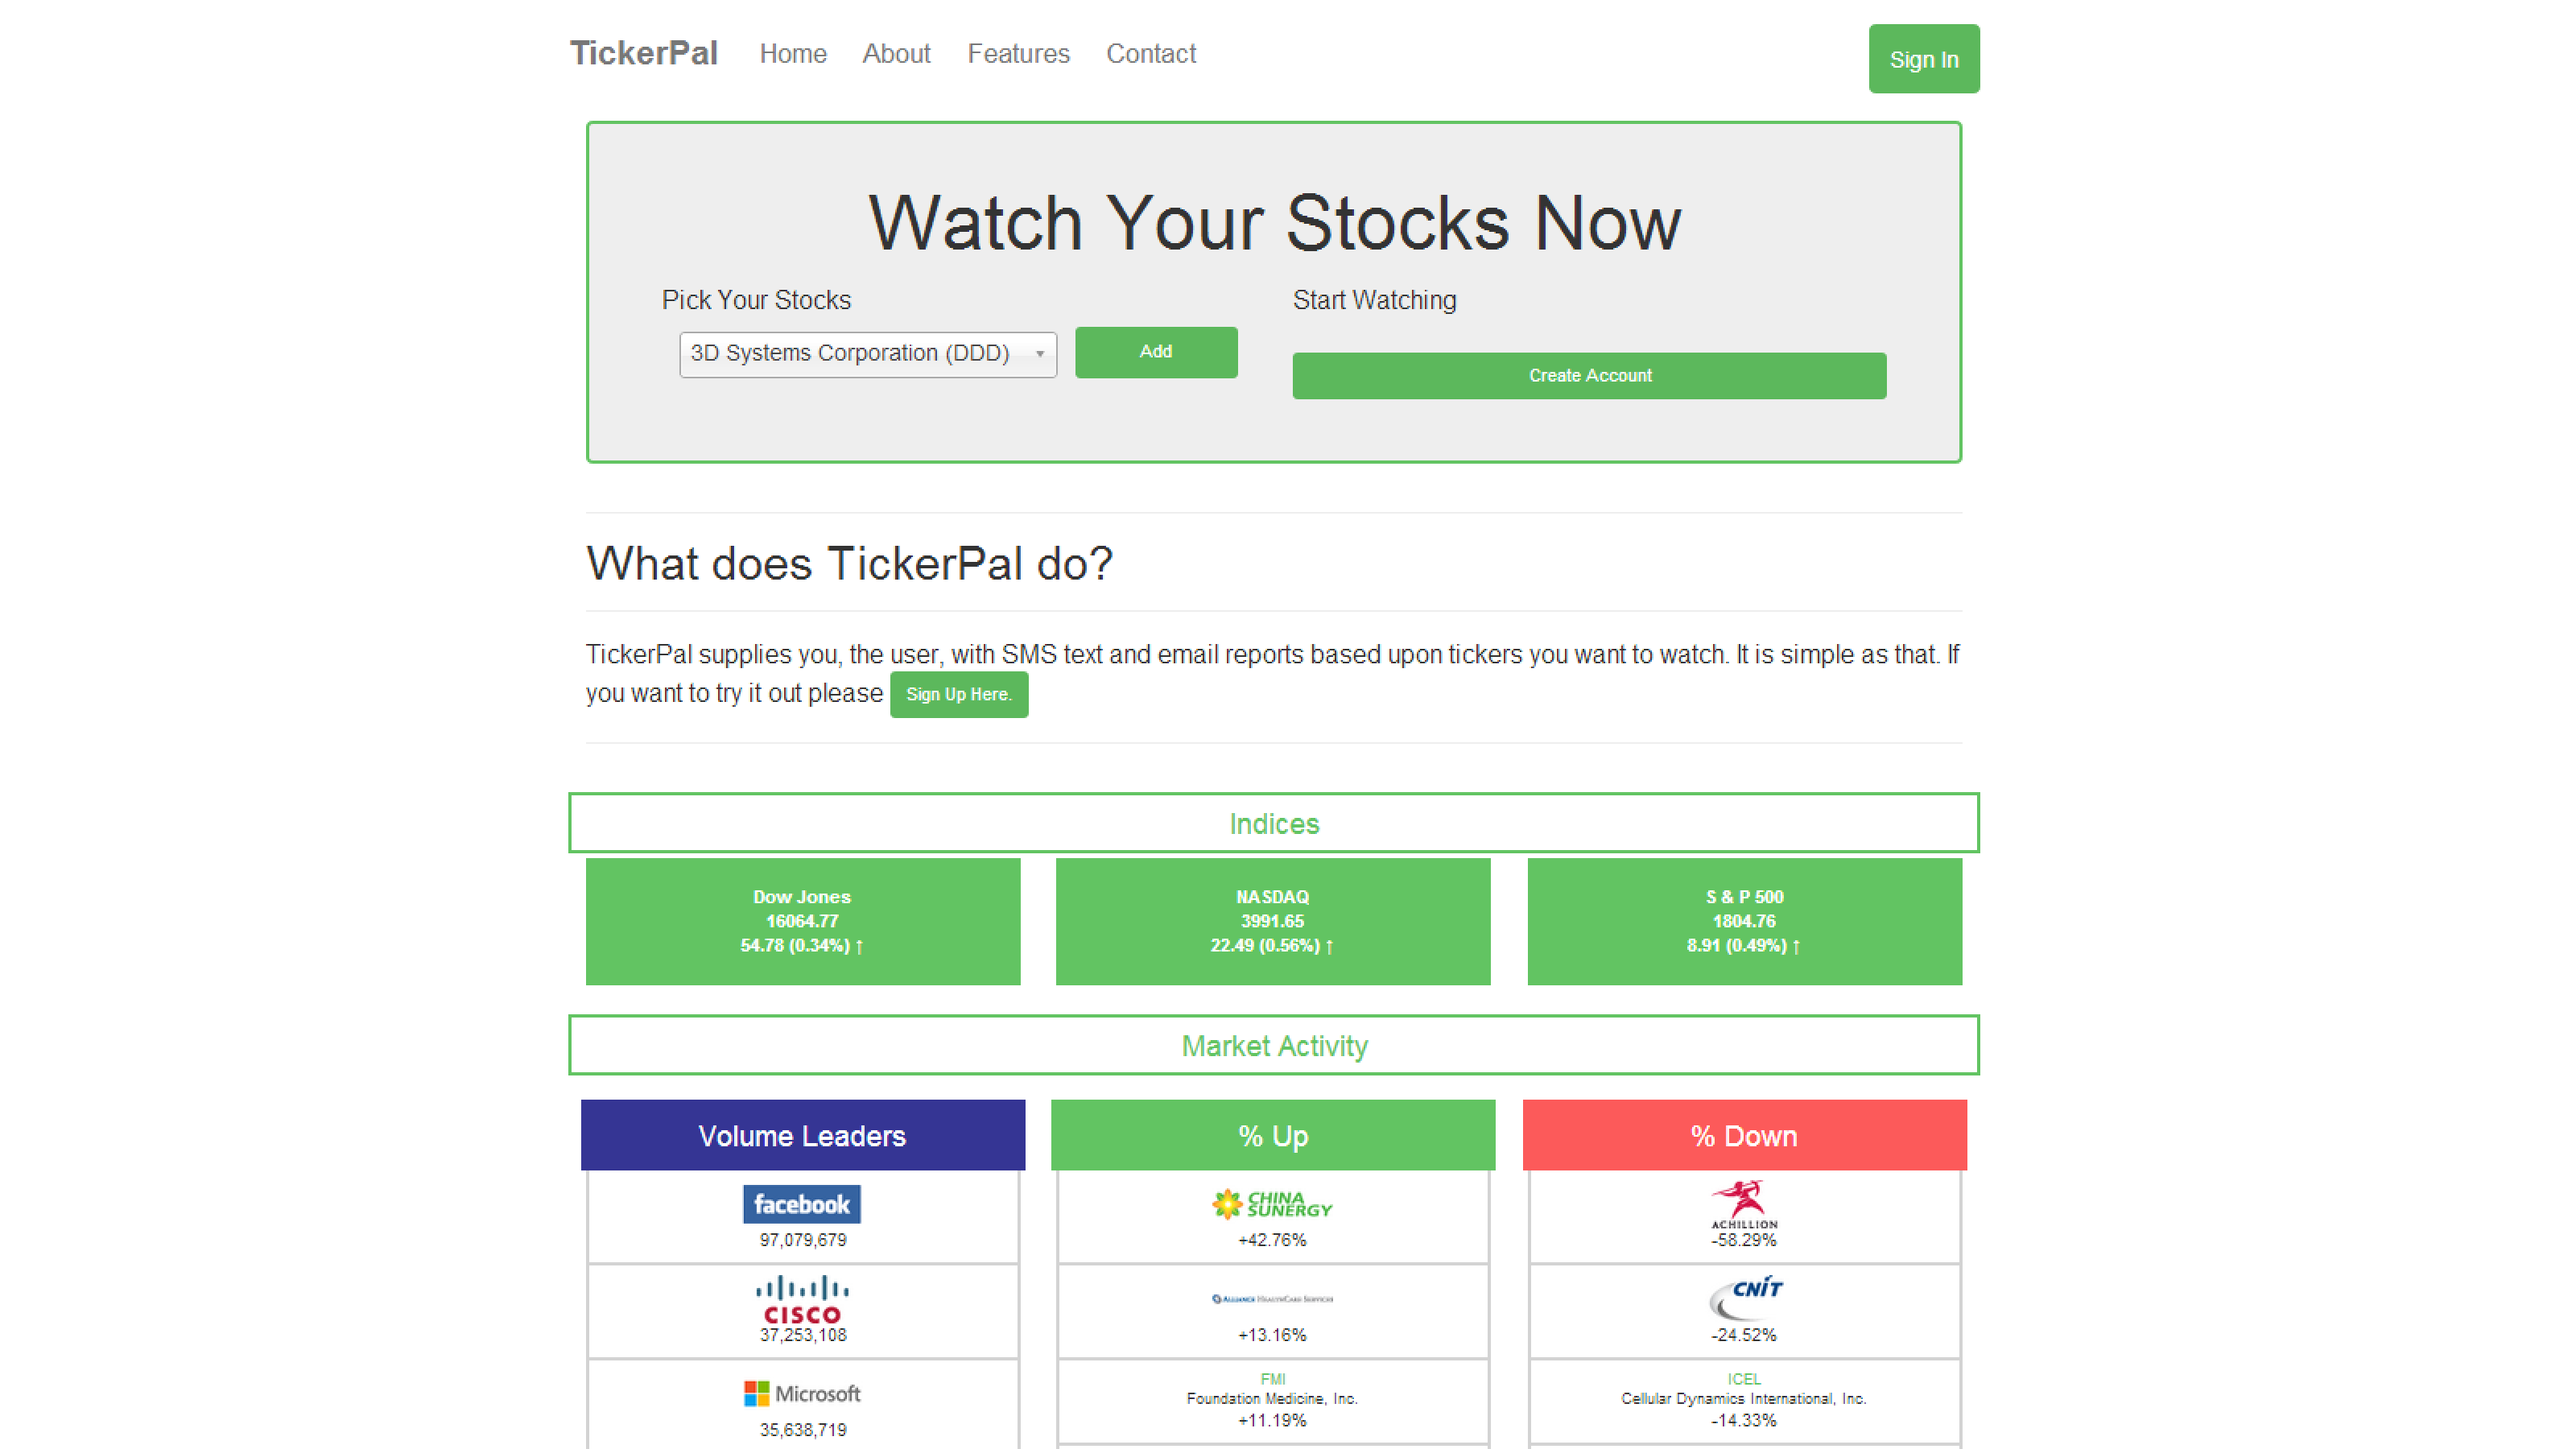 TickerPal Home About Features Contact Sign In
Watch Your Stocks Now
Pick Your Stocks
3D Systems Corporation (DDD)
Add
Start Watching
Create Account
What does TickerPal do?
TickerPal supplies you, the user, with SMS text and email reports based upon tickers you want to watch. It is simple as that. If
you want to try it out please Sign Up Here.
Indices
Dow Jones
16064.77
54.78 (0.34%) ↑
NASDAQ
3991.65
22.49 (0.56%) ↑
S & P 500
1804.76
8.91 (0.49%) ↑
Market Activity
Volume Leaders
facebook
97,079,679
CISCO
37,253,108
Microsoft
35,638,719
% Up
CHINA
SUNERGY
+42.76%
ALLIANCE HEALTHCARE SERVICES
+13.16%
FMI
Foundation Medicine, Inc.
+11.19%
% Down
ACHILLION
-58.29%
CNIT
-24.52%
ICEL
Cellular Dynamics International, Inc.
-14.33%